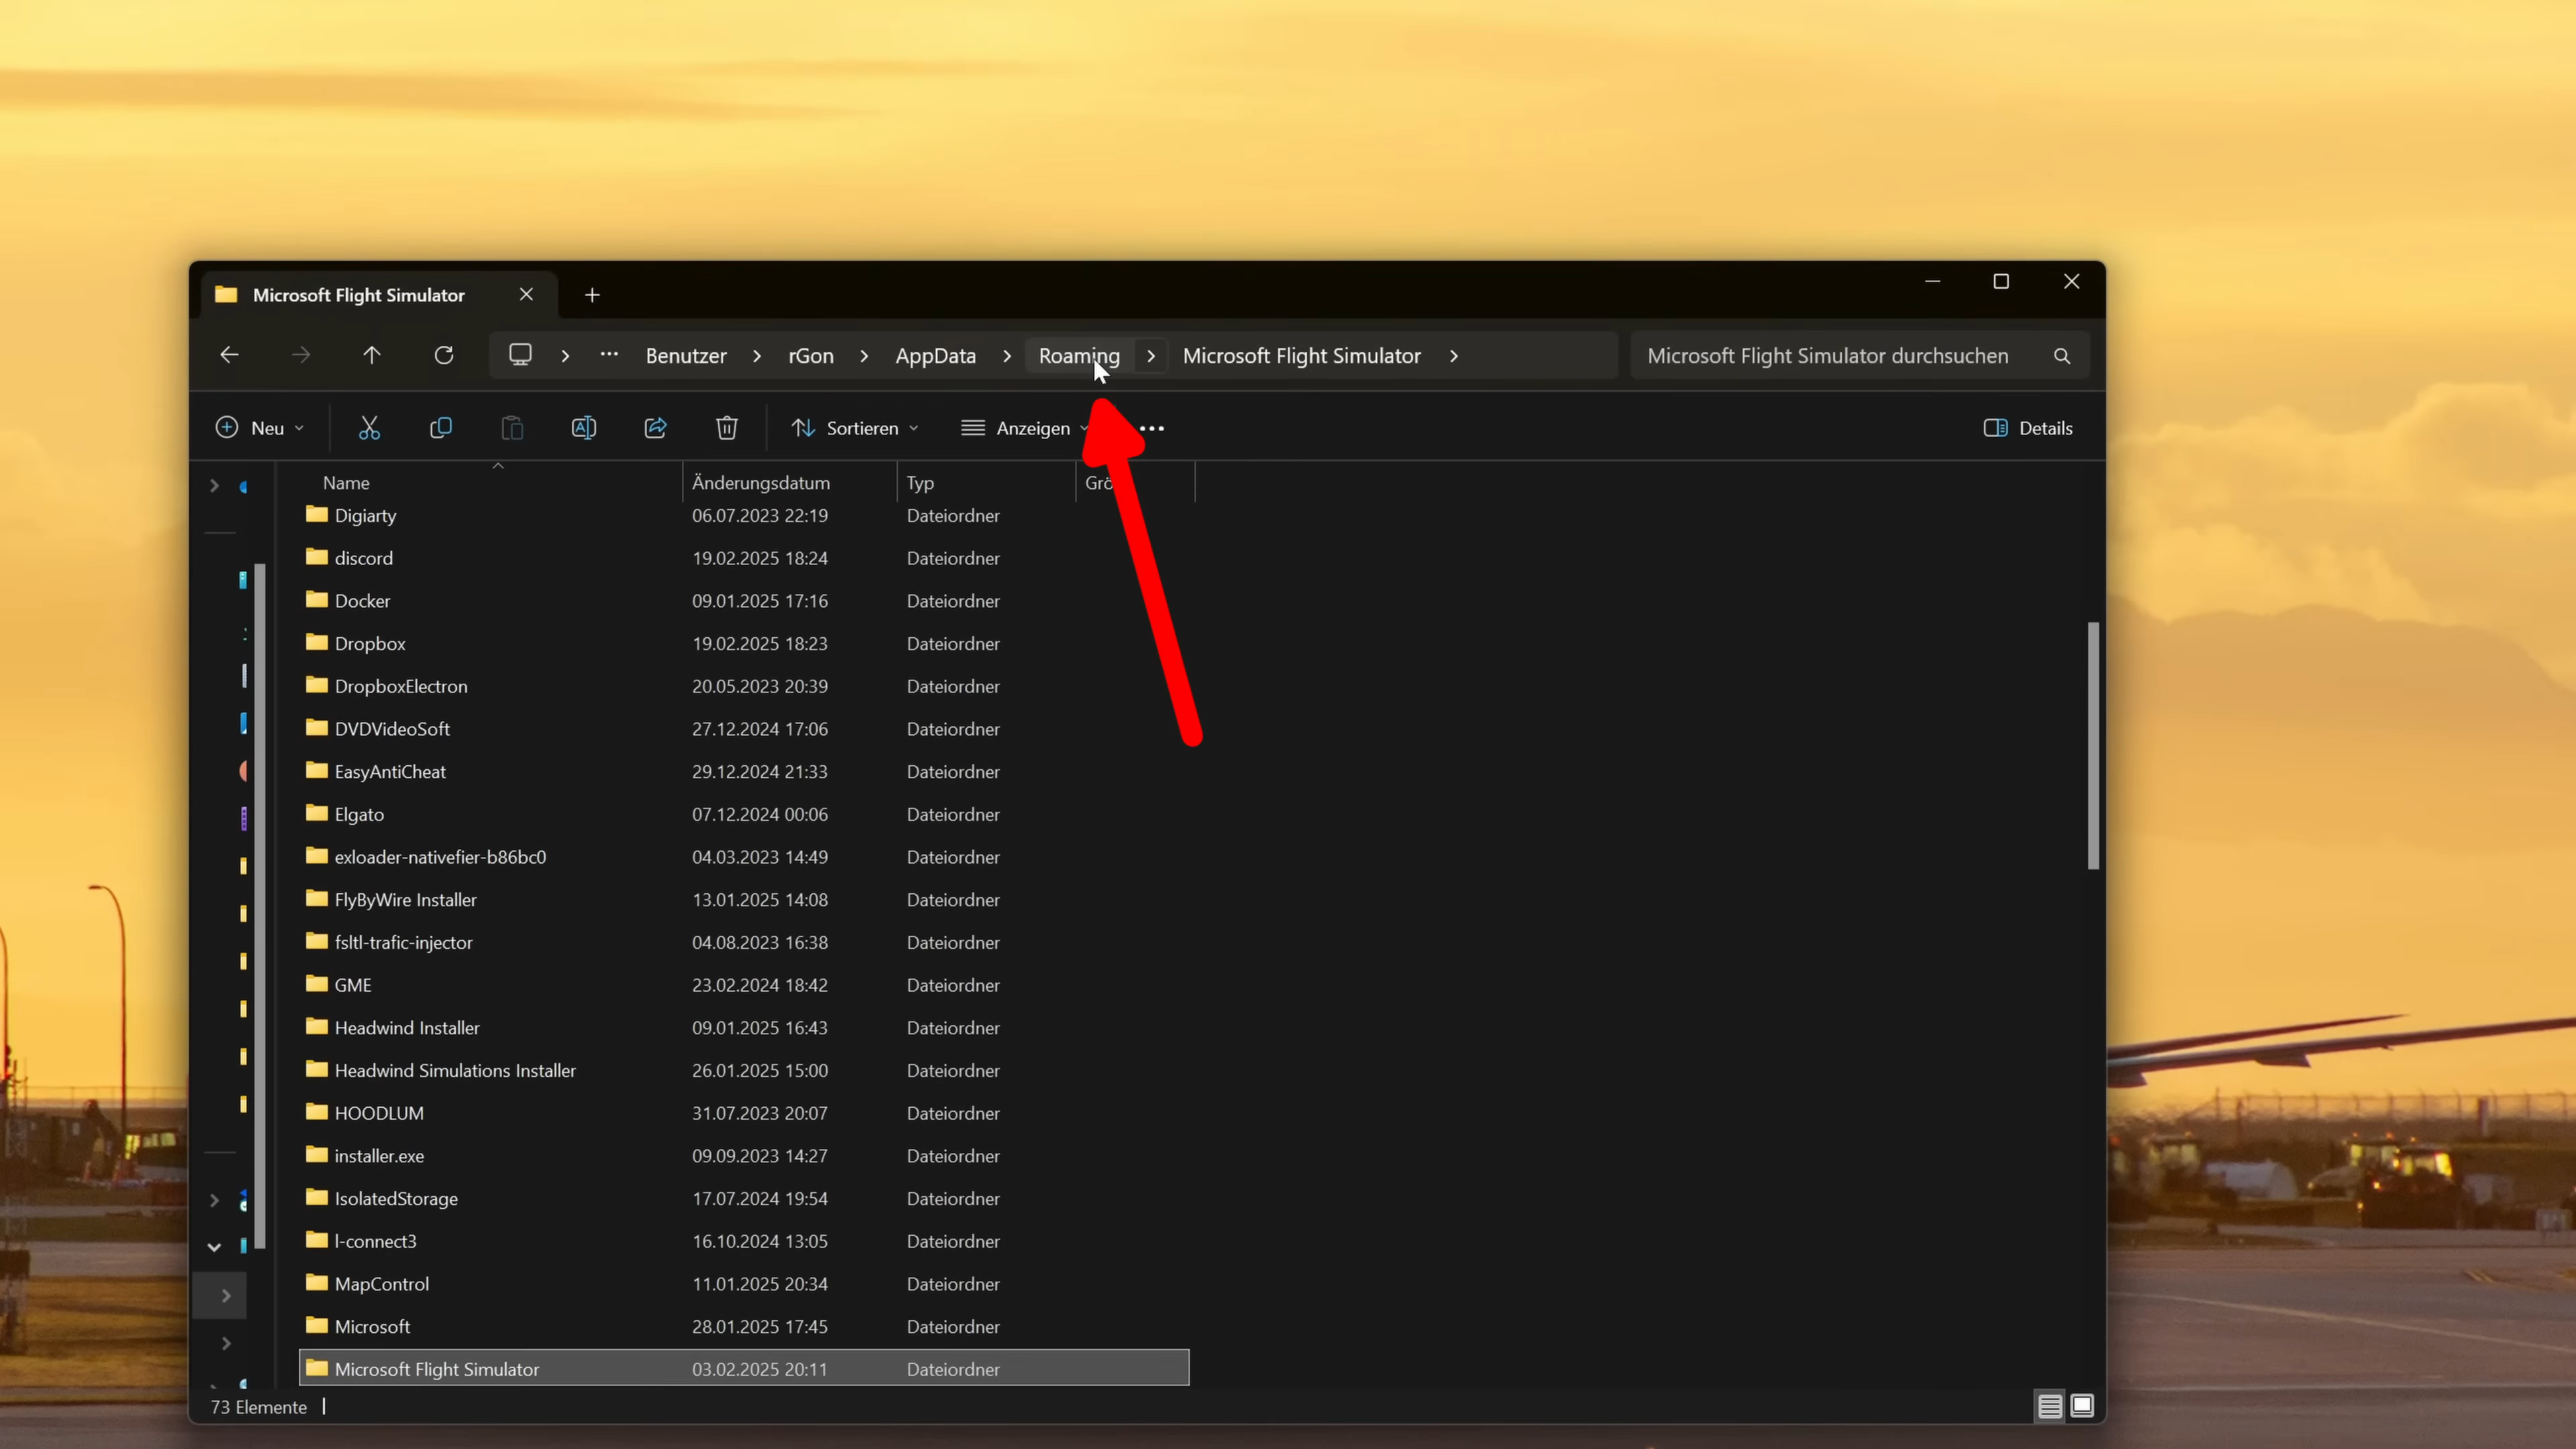 Microsoft Flight Simulator
Benutzer rGon AppData Roaming Microsoft Flight Simulator Microsoft Flight Simulator durchsuchen
Neu Sortieren Anzeigen Details
Name Änderungsdatum Typ
Digiarty 06.07.2023 22:19 Dateiordner
discord 19.02.2025 18:24 Dateiordner
Docker 09.01.2025 17:16 Dateiordner
Dropbox 19.02.2025 18:23 Dateiordner
DropboxElectron 20.05.2023 20:39 Dateiordner
DVDVideoSoft 27.12.2024 17:06 Dateiordner
EasyAntiCheat 29.12.2024 21:33 Dateiordner
Elgato 07.12.2024 00:06 Dateiordner
exloader-nativefier-b86bc0 04.03.2023 14:49 Dateiordner
FlyByWire Installer 13.01.2025 14:08 Dateiordner
fsltl-trafic-injector 04.08.2023 16:38 Dateiordner
GME 23.02.2024 18:42 Dateiordner
Headwind Installer 09.01.2025 16:43 Dateiordner
Headwind Simulations Installer 26.01.2025 15:00 Dateiordner
HOODLUM 31.07.2023 20:07 Dateiordner
installer.exe 09.09.2023 14:27 Dateiordner
IsolatedStorage 17.07.2024 19:54 Dateiordner
l-connect3 16.10.2024 13:05 Dateiordner
MapControl 11.01.2025 20:34 Dateiordner
Microsoft 28.01.2025 17:45 Dateiordner
Microsoft Flight Simulator 03.02.2025 20:11 Dateiordner
73 Elemente